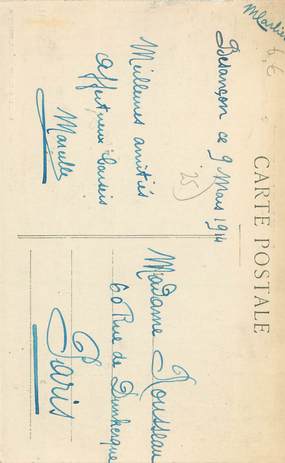 CARTE POSTALE
Besançon ce 9 Mars 1914
Meilleures amitiés
affectueux baisers
Marcelle
Madame Rousseau
60 Rue de Dunkerque
Paris
25)
6,€